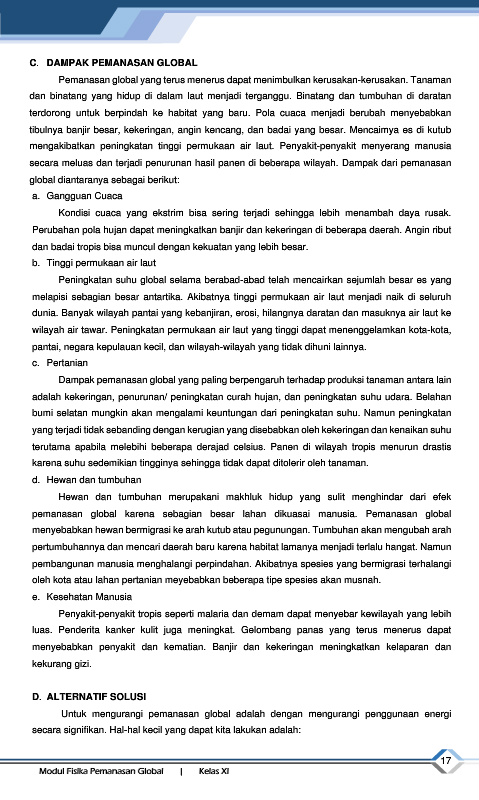 C. DAMPAK PEMANASAN GLOBAL
Pemanasan global yang terus menerus dapat menimbulkan kerusakan-kerusakan. Tanaman
dan binatang yang hidup di dalam laut menjadi terganggu. Binatang dan tumbuhan di daratan
terdorong untuk berpindah ke habitat yang baru. Pola cuaca menjadi berubah menyebabkan
tibulnya banjir besar, kekeringan, angin kencang, dan badai yang besar. Mencaimya es di kutub
mengakibatkan peningkatan tinggi permukaan air laut. Penyakit-penyakit menyerang manusia
secara meluas dan terjadi penurunan hasil panen di beberapa wilayah. Dampak dari pemanasan
global diantaranya sebagai berikut:
a. Gangguan Cuaca
Kondisi cuaca yang ekstrim bisa sering terjadi sehingga lebih menambah daya rusak.
Perubahan pola hujan dapat meningkatkan banjir dan kekeringan di beberapa daerah. Angin ribut
dan badai tropis bisa muncul dengan kekuatan yang lebih besar.
b. Tinggi permukaan air laut
Peningkatan suhu global selama berabad-abad telah mencairkan sejumlah besar es yang
melapisi sebagian besar antartika. Akibatnya tinggi permukaan air laut menjadi naik di seluruh
dunia. Banyak wilayah pantai yang kebanjiran, erosi, hilangnya daratan dan masuknya air laut ke
wilayah air tawar. Peningkatan permukaan air laut yang tinggi dapat menenggelamkan kota-kota,
pantai, negara kepulauan kecil, dan wilayah-wilayah yang tidak dihuni lainnya.
c. Pertanian
Dampak pemanasan global yang paling berpengaruh terhadap produksi tanaman antara lain
adalah kekeringan, penurunan/ peningkatan curah hujan, dan peningkatan suhu udara. Belahan
bumi selatan mungkin akan mengalami keuntungan dari peningkatan suhu. Namun peningkatan
yang terjadi tidak sebanding dengan kerugian yang disebabkan oleh kekeringan dan kenaikan suhu
terutama apabila melebihi beberapa derajad celsius. Panen di wilayah tropis menurun drastis
karena suhu sedemikian tingginya sehingga tidak dapat ditolerir oleh tanaman.
d. Hewan dan tumbuhan
Hewan dan tumbuhan merupakani makhluk hidup yang sulit menghindar dari efek
pemanasan global karena sebagian besar lahan dikuasai manusia. Pemanasan global
menyebabkan hewan bermigrasi ke arah kutub atau pegunungan. Tumbuhan akan mengubah arah
pertumbuhannya dan mencari daerah baru karena habitat lamanya menjadi terlalu hangat. Namun
pembangunan manusia menghalangi perpindahan. Akibatnya spesies yang bermigrasi terhalangi
oleh kota atau lahan pertanian meyebabkan beberapa tipe spesies akan musnah.
e. Kesehatan Manusia
Penyakit-penyakit tropis seperti malaria dan demam dapat menyebar kewilayah yang lebih
luas. Penderita kanker kulit juga meningkat. Gelombang panas yang terus menerus dapat
menyebabkan penyakit dan kematian. Banjir dan kekeringan meningkatkan kelaparan dan
kekurang gizi.
D. ALTERNATIF SOLUSI
Untuk mengurangi pemanasan global adalah dengan mengurangi penggunaan energi
secara signifikan. Hal-hal kecil yang dapat kita lakukan adalah:
17
Modul Fisika Pemanasan Global | Kelas XI